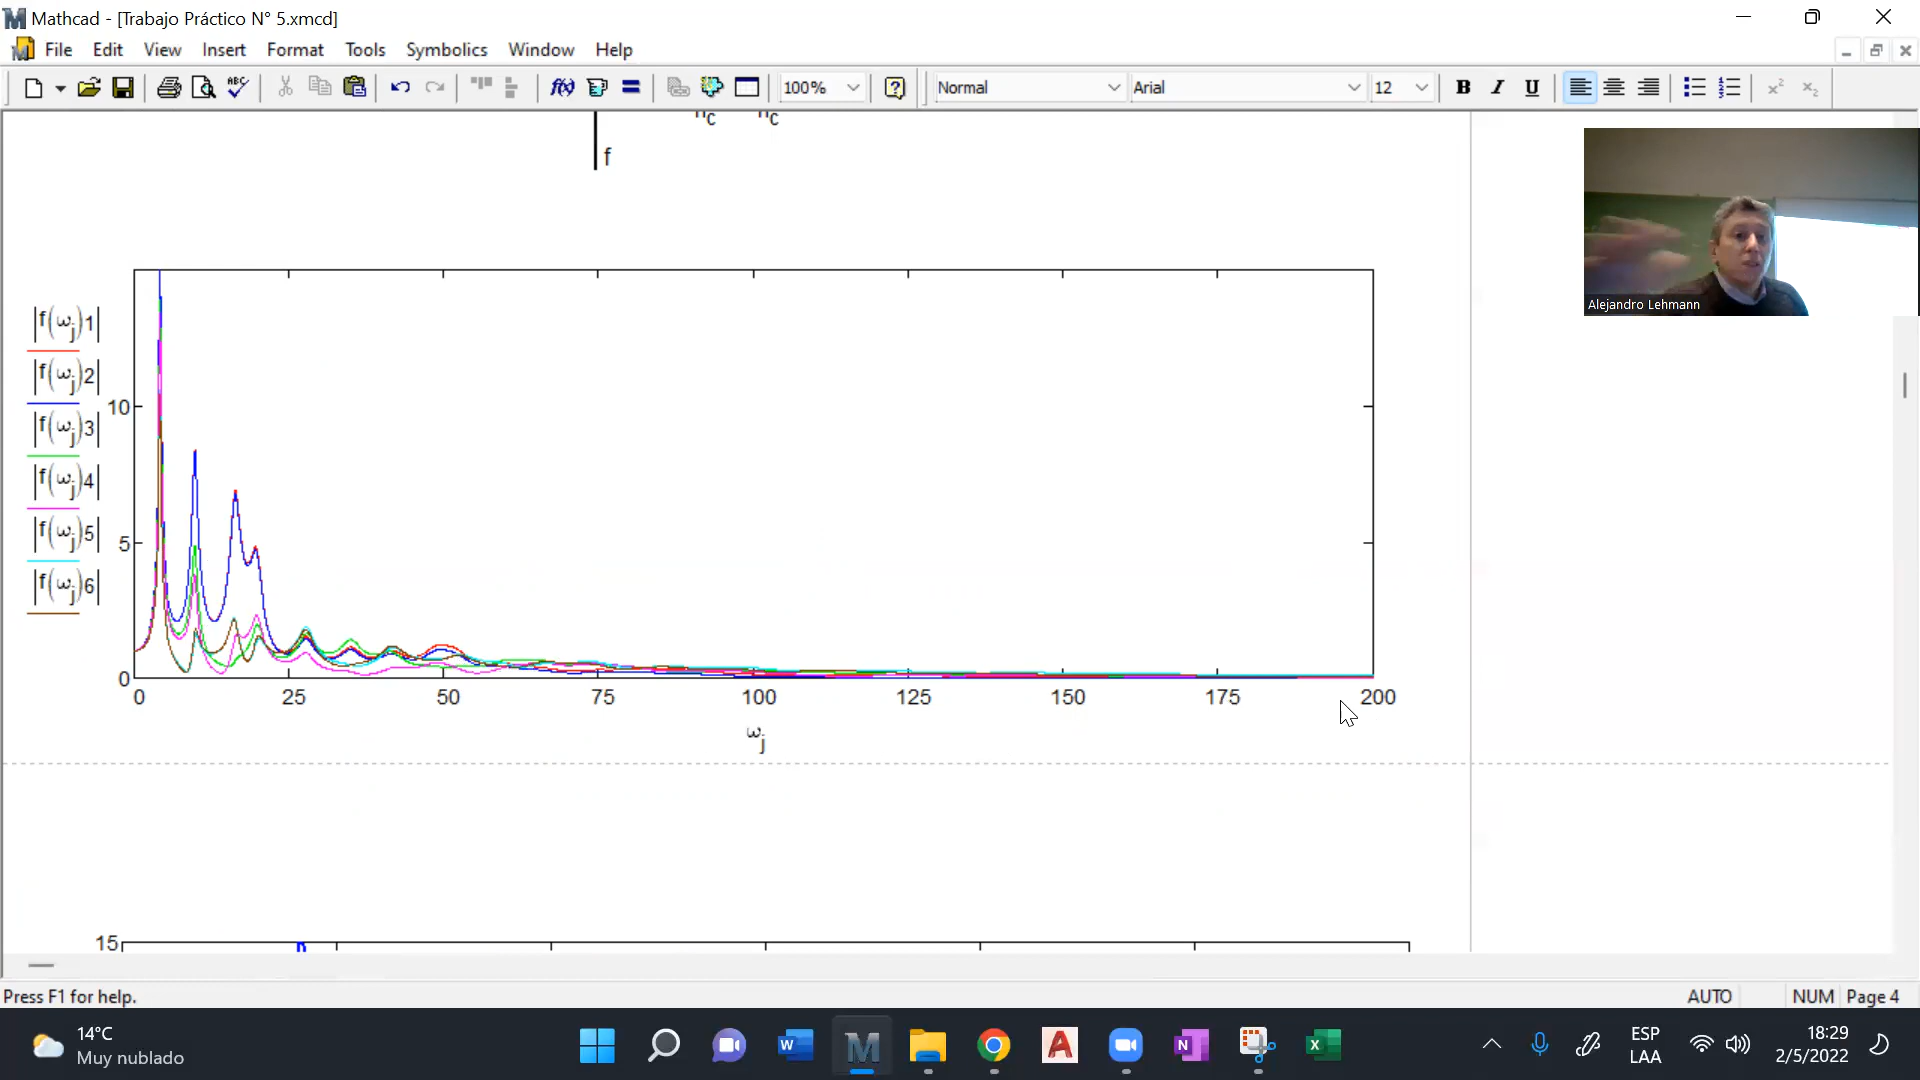 Mathcad - [Trabajo Práctico N° 5.xmcd]
File Edit View Insert Format Tools Symbolics Window Help
100% Normal Arial 12 B I U
f
|f(ωj)1|
|f(ωj)2|
|f(ωj)3|
|f(ωj)4|
|f(ωj)5|
|f(ωj)6|
10
5
0
0 25 50 75 100 125 150 175 200
ωj
15
Alejandro Lehmann
Press F1 for help.
AUTO NUM Page 4
14°C
Muy nublado
ESP
LAA
18:29
2/5/2022